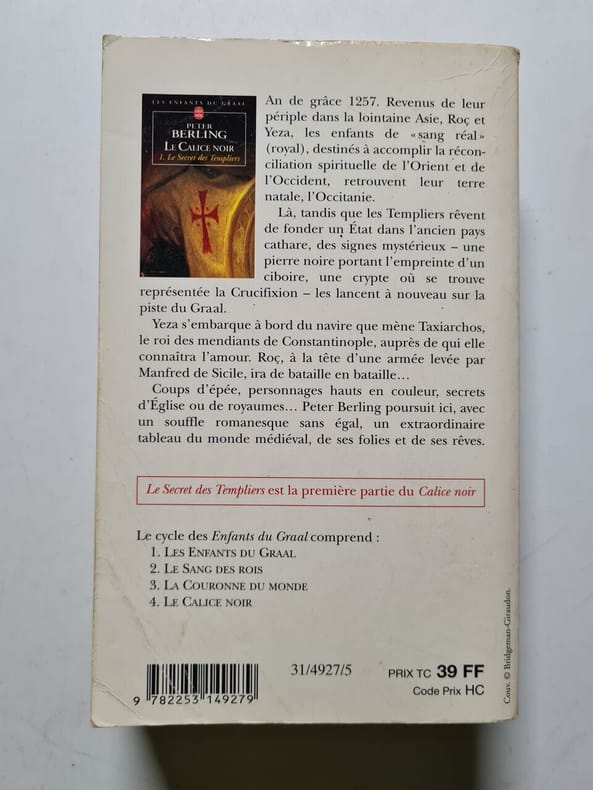 LES ENFANTS DU GRAAL
PETER
BERLING
LE CALICE NOIR
1. Le Secret des Templiers
An de grâce 1257. Revenus de leur
périple dans la lointaine Asie, Roç et
Yeza, les enfants de « sang réal »
(royal), destinés à accomplir la récon-
ciliation spirituelle de l'Orient et de
l'Occident, retrouvent leur terre
natale, l'Occitanie.
Là, tandis que les Templiers rêvent
de fonder un État dans l'ancien pays
cathare, des signes mystérieux – une
pierre noire portant l'empreinte d'un
ciboire, une crypte où se trouve
représentée la Crucifixion – les lancent à nouveau sur la
piste du Graal.
Yeza s'embarque à bord du navire que mène Taxiarchos,
le roi des mendiants de Constantinople, auprès de qui elle
connaîtra l'amour. Roç, à la tête d'une armée levée par
Manfred de Sicile, ira de bataille en bataille...
Coups d'épée, personnages hauts en couleur, secrets
d'Église ou de royaumes... Peter Berling poursuit ici, avec
un souffle romanesque sans égal, un extraordinaire
tableau du monde médiéval, de ses folies et de ses rêves.
Le Secret des Templiers est la première partie du Calice noir
Le cycle des Enfants du Graal comprend :
1. LES ENFANTS DU GRAAL
2. LE SANG DES ROIS
3. LA COURONNE DU MONDE
4. LE CALICE NOIR
Couv. © Bridgeman-Giraudon.
31/4927/5
PRIX TC 39 FF
Code Prix HC
9 782253 149279